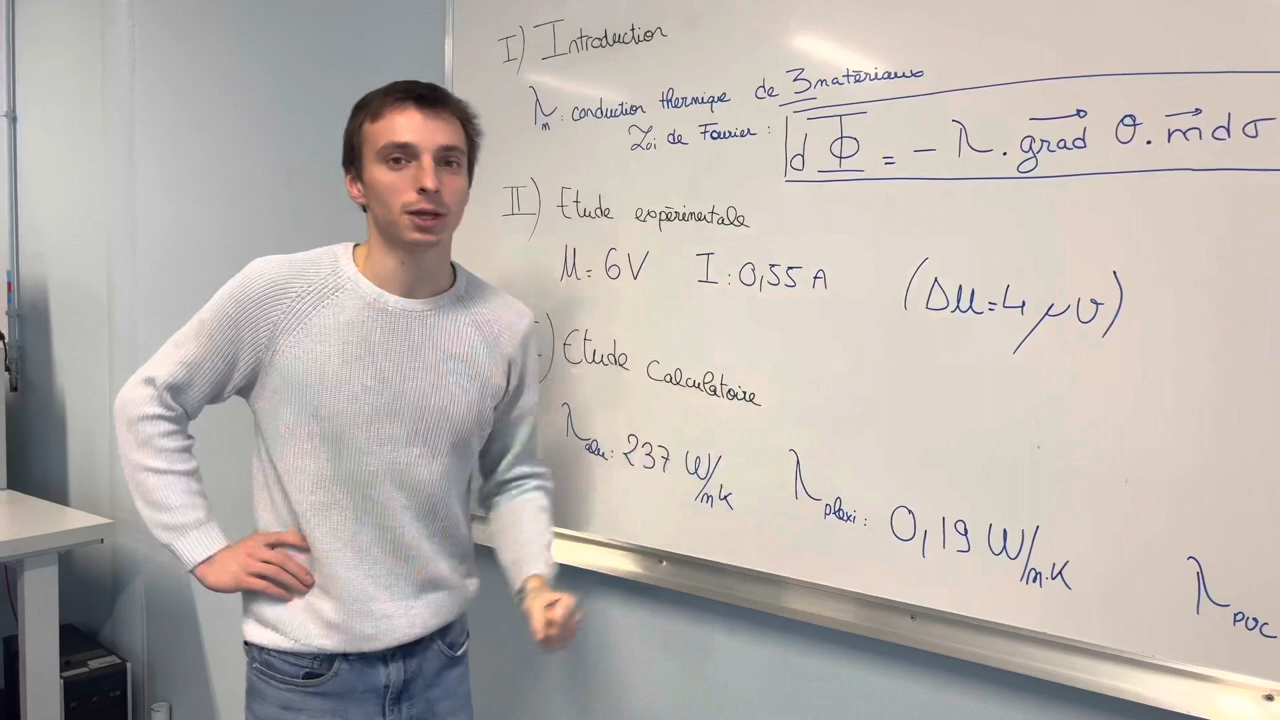 I) Introduction
λm : conduction thermique de 3 matériaux
Loi de Fourier : dΦ = - λ . grad θ . n dσ
II) Etude expérimentale
U = 6V I : 0,55 A (ΔU = 4 μV)
) Etude Calculatoire
λalu : 237 W/mK λplexi : 0,19 W/m.K λPVC